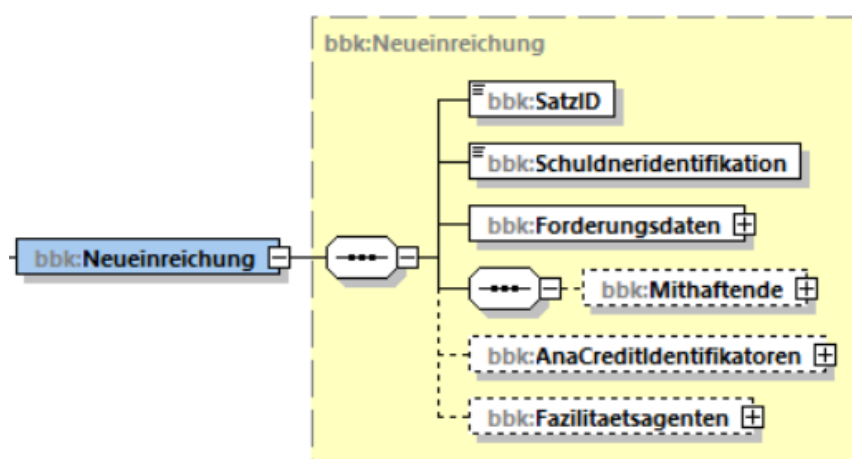 bbk:Neueinreichung
bbk:SatzID
bbk:Schuldneridentifikation
bbk:Forderungsdaten
bbk:Neueinreichung
bbk:Mithaftende
bbk:AnaCreditIdentifikatoren
bbk:Fazilitaetsagenten